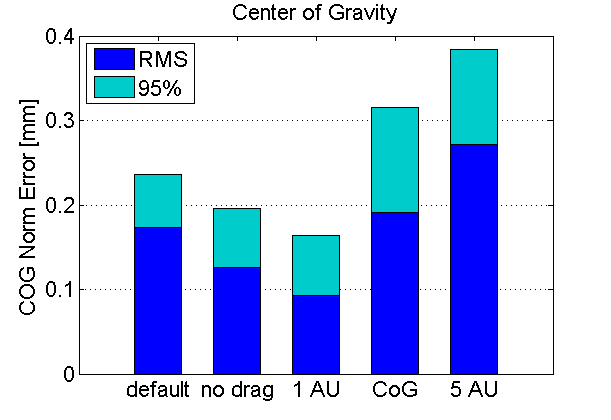 Center of Gravity
COG Norm Error [mm]
0.4
0.3
0.2
0.1
0
RMS
95%
default no drag 1 AU CoG 5 AU